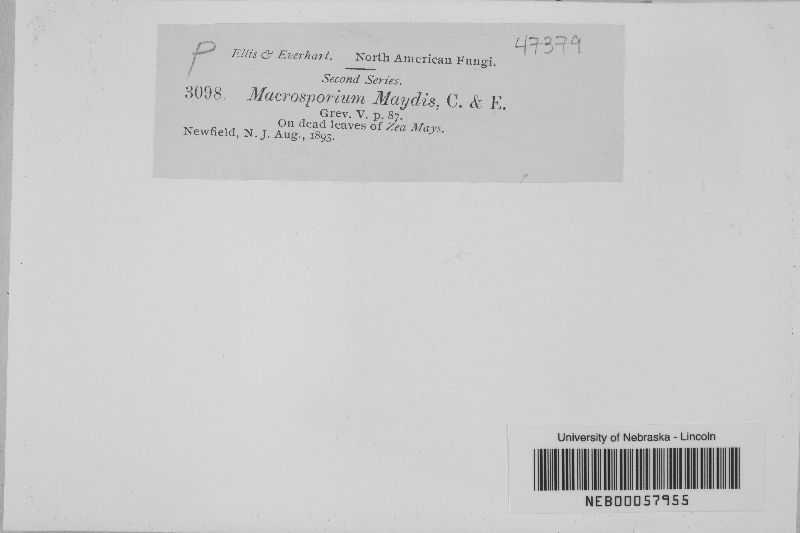 P Ellis & Everhart. North American Fungi. 47379
Second Series.
3098. Macrosporium Maydis, C. & E.
Grev. V. p. 87.
On dead leaves of Zea Mays.
Newfield, N. J. Aug., 1893.
University of Nebraska - Lincoln
NEB00057955